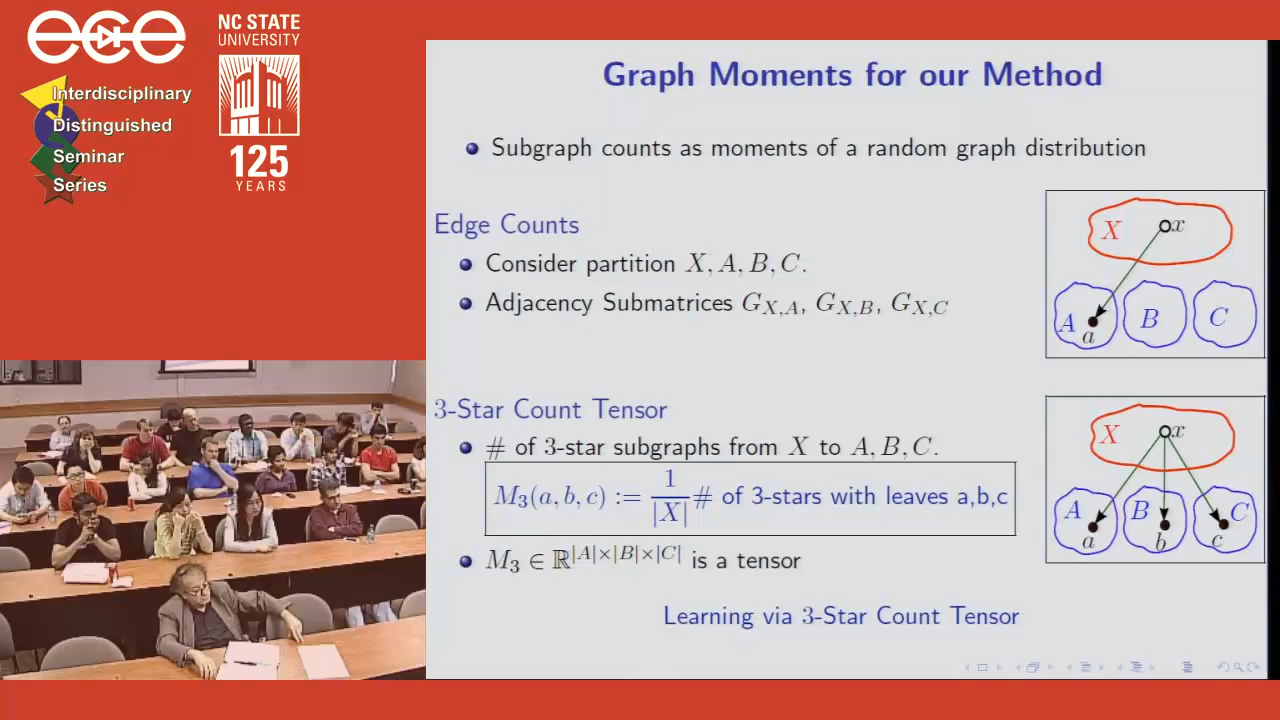 ece
Interdisciplinary
Distinguished
Seminar
Series
NC STATE
UNIVERSITY
125
YEARS
Graph Moments for our Method
Subgraph counts as moments of a random graph distribution
Edge Counts
Consider partition X, A, B, C.
Adjacency Submatrices G_{X,A}, G_{X,B}, G_{X,C}
X x
A B C
a
3-Star Count Tensor
# of 3-star subgraphs from X to A, B, C.
M_3(a, b, c) := \frac{1}{|X|} # of 3-stars with leaves a,b,c
M_3 ∈ ℝ^{|A|×|B|×|C|} is a tensor
X x
A B C
a b c
Learning via 3-Star Count Tensor